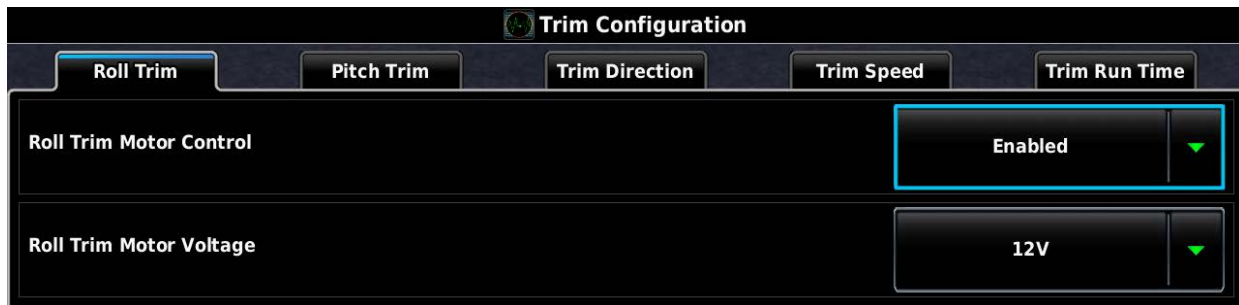 Trim Configuration
Roll Trim Pitch Trim Trim Direction Trim Speed Trim Run Time
Roll Trim Motor Control Enabled
Roll Trim Motor Voltage 12V